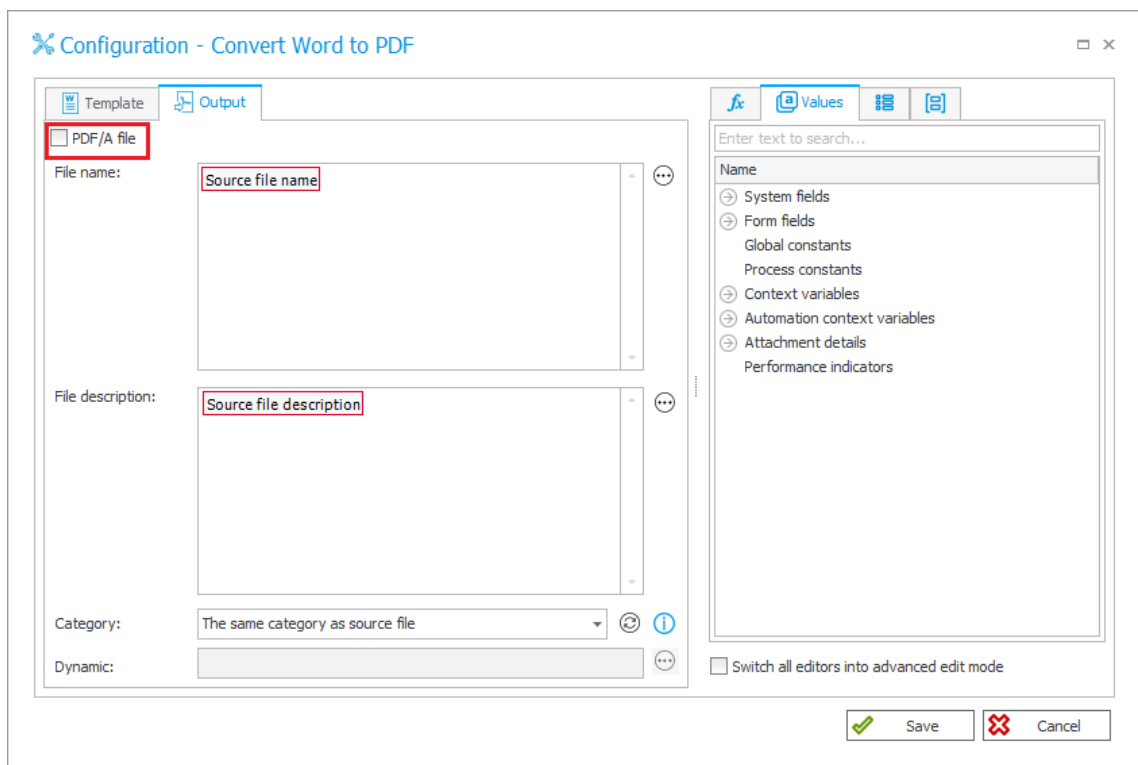 Configuration - Convert Word to PDF
Template
Output
PDF/A file
File name:
Source file name
File description:
Source file description
Category:
The same category as source file
Dynamic:
fx
Values
Enter text to search...
Name
System fields
Form fields
Global constants
Process constants
Context variables
Automation context variables
Attachment details
Performance indicators
Switch all editors into advanced edit mode
Save
Cancel